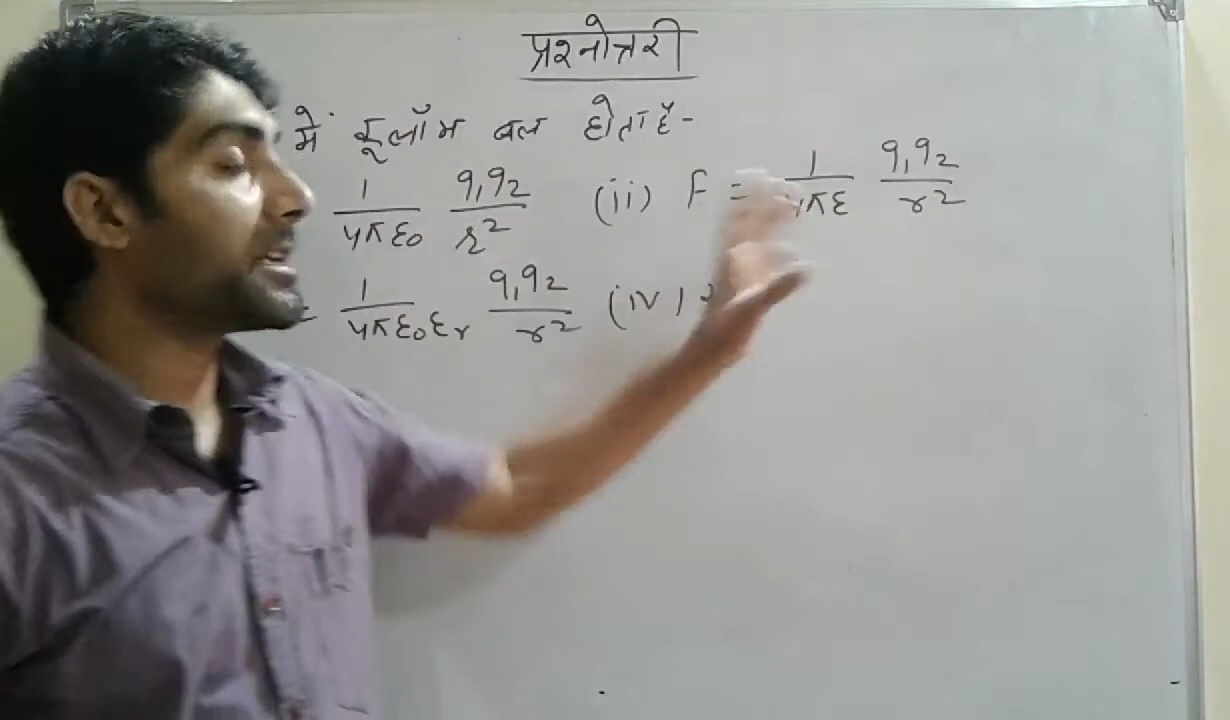 प्रश्नोत्तरी
में कूलॉम बल होता है-
1/4πε₀ q₁q₂/r² (ii) F = 1/4πε q₁q₂/r²
= 1/4πε₀εᵣ q₁q₂/r² (iv)